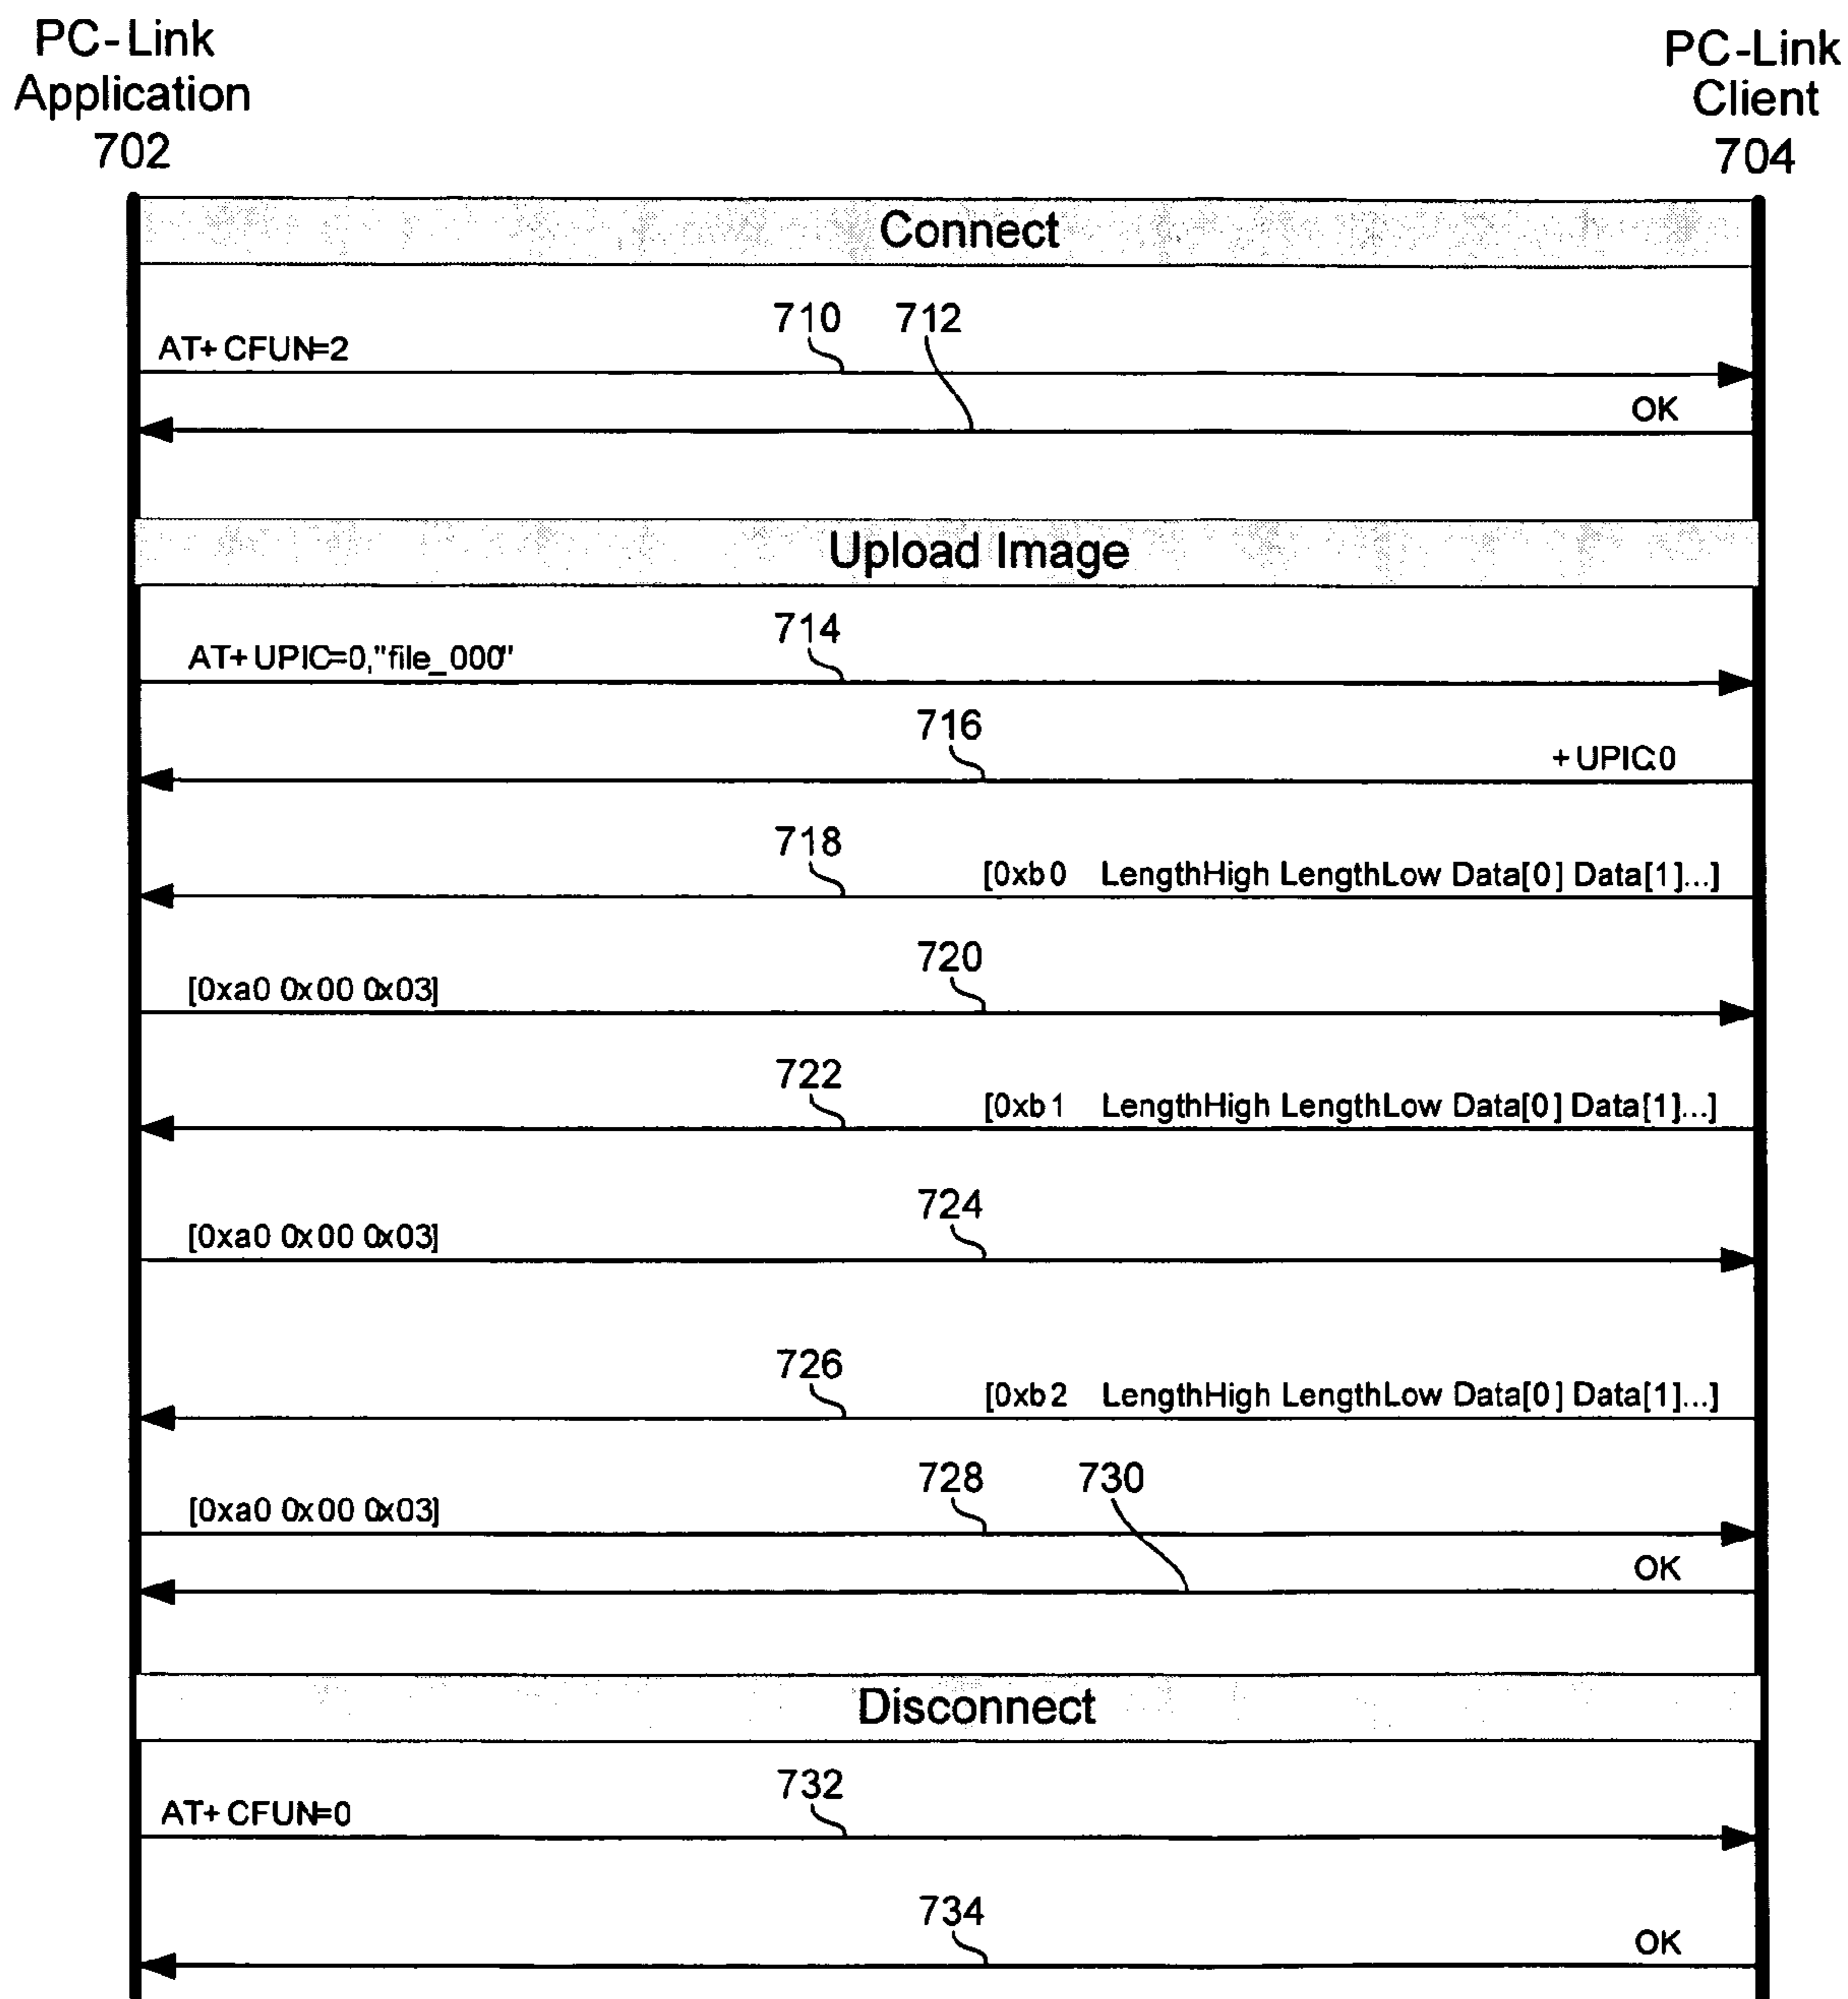 PC-Link
Application
702
PC-Link
Client
704
Connect
710 712
AT+CFUN=2
OK
Upload Image
714
AT+UPIC=0,"file_000"
716
+UPIC:0
718
[0xb0 LengthHigh LengthLow Data[0] Data[1]...]
720
[0xa0 0x00 0x03]
722
[0xb1 LengthHigh LengthLow Data[0] Data[1]...]
724
[0xa0 0x00 0x03]
726
[0xb2 LengthHigh LengthLow Data[0] Data[1]...]
728 730
[0xa0 0x00 0x03]
OK
Disconnect
732
AT+CFUN=0
734
OK